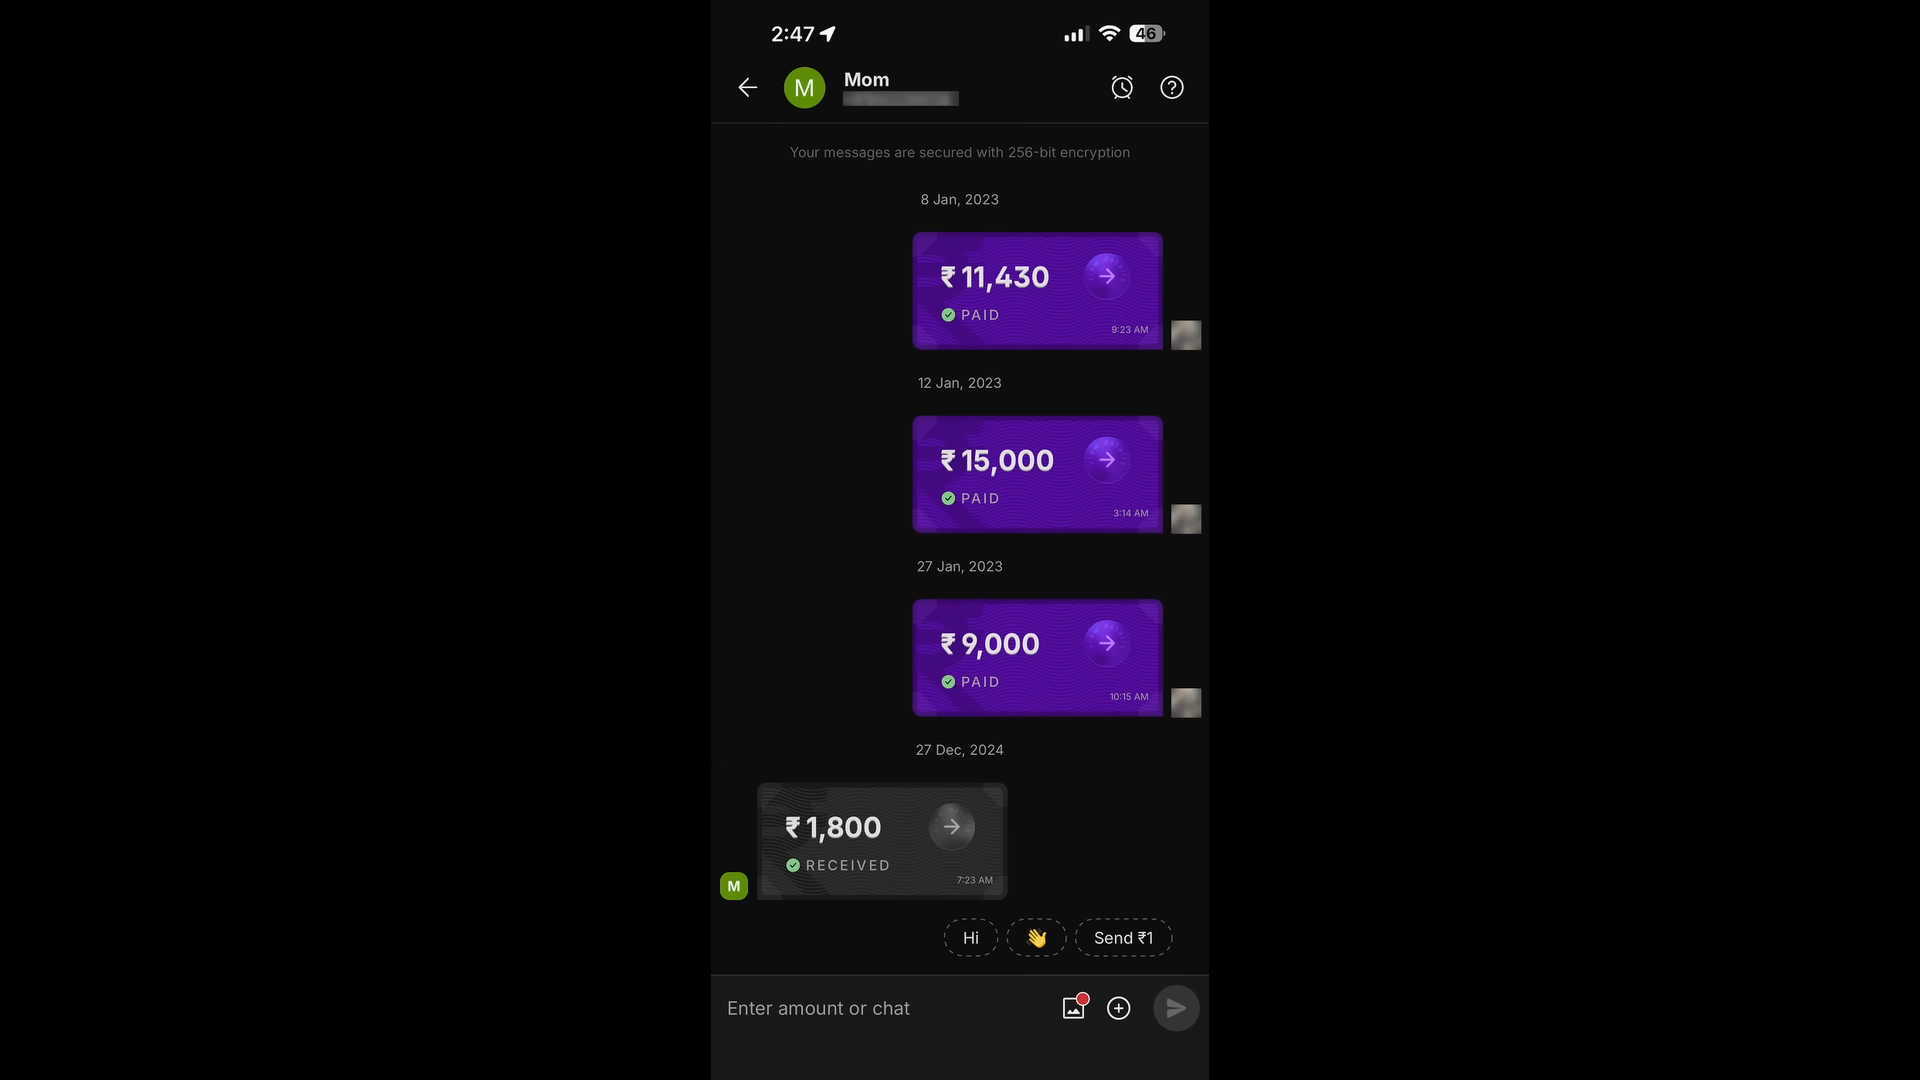 2:47
46
M
Mom
Your messages are secured with 256-bit encryption
8 Jan, 2023
₹11,430
PAID
9:23 AM
12 Jan, 2023
₹15,000
PAID
3:14 AM
27 Jan, 2023
₹9,000
PAID
10:15 AM
27 Dec, 2024
₹1,800
RECEIVED
7:23 AM
M
Hi
Send ₹1
Enter amount or chat